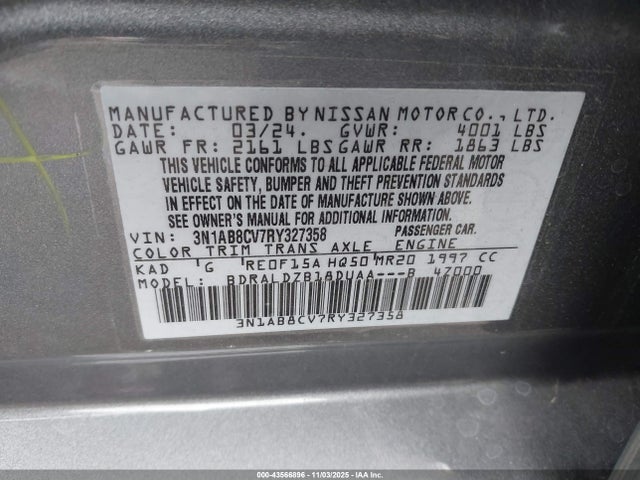 MANUFACTURED BY NISSAN MOTOR CO., LTD.
DATE: 03/24. GVWR: 4001 LBS
GAWR FR: 2161 LBS GAWR RR: 1863 LBS
THIS VEHICLE CONFORMS TO ALL APPLICABLE FEDERAL MOTOR
VEHICLE SAFETY, BUMPER AND THEFT PREVENTION STANDARDS
IN EFFECT ON THE DATE OF MANUFACTURE SHOWN ABOVE.
SEE OWNER'S MANUAL FOR ADDITIONAL INFORMATION.
VIN: 3N1AB8CV7RY327358 PASSENGER CAR.
COLOR TRIM TRANS AXLE ENGINE
KAD G RE0F15A HQ50 MR20 1997 CC
MODEL: BDRALDZB18DUAA---B 47000
3N1AB8CV7RY327358
000-43566896 - 11/03/2025 - IAA Inc.